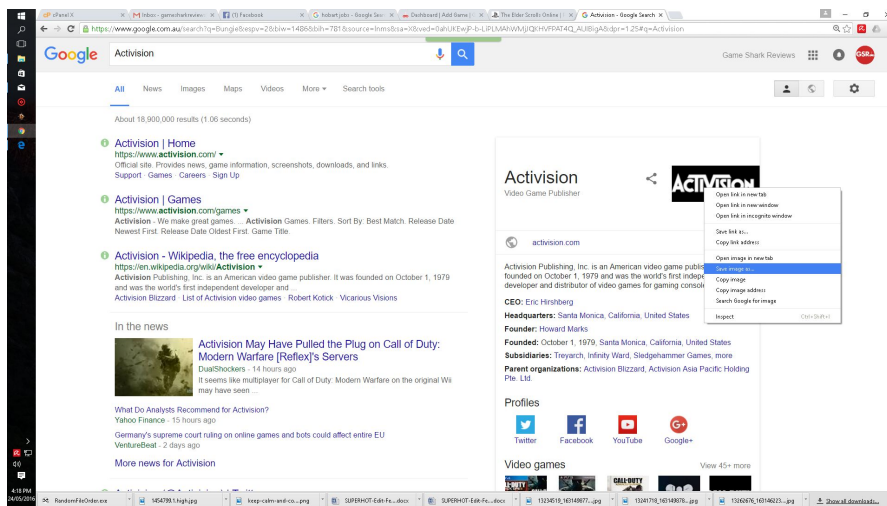 cPanel X
M Inbox - gamesharkreview
(1) Facebook
G hobart jobs - Google Sea
Dashboard | Add Game | 
The Elder Scrolls Online |
G Activision - Google Search
https://www.google.com.au/search?q=Bungie&espv=2&biw=1486&bih=781&source=lnms&sa=X&ved=
Google
Activision
Game Shark Reviews
GSR
All News Images Maps Videos More Search tools
About 18,900,000 results (1.06 seconds)
Activision | Home
https://www.activision.com/
Official site. Provides news, game information, screenshots, downloads, and links.
Support · Games · Careers · Sign Up
Activision | Games
https://www.activision.com/games
Activision - We make great games. ... Activision Games. Filters. Sort By: Best Match. Release Date
Newest First. Release Date Oldest First. Game Title.
Activision - Wikipedia, the free encyclopedia
https://en.wikipedia.org/wiki/Activision
Activision Publishing, Inc. is an American video game publisher. It was founded on October 1, 1979
and was the world's first independent developer and ...
Activision Blizzard · List of Activision video games · Robert Kotick · Vicarious Visions
In the news
Activision May Have Pulled the Plug on Call of Duty:
Modern Warfare [Reflex]'s Servers
DualShockers - 14 hours ago
It seems like multiplayer for Call of Duty: Modern Warfare on the original Wii
may have seen ...
What Do Analysts Recommend for Activision?
Yahoo Finance - 15 hours ago
Germany's supreme court ruling on online games and bots could affect entire EU
VentureBeat - 2 days ago
More news for Activision
Activision
Video Game Publisher
ACTIVISION
activision.com
Activision Publishing, Inc. is an American video game publis
founded on October 1, 1979 and was the world's first indepe
developer and distributor of video games for gaming console
CEO: Eric Hirshberg
Headquarters: Santa Monica, California, United States
Founder: Howard Marks
Founded: October 1, 1979, Santa Monica, California, United States
Subsidiaries: Treyarch, Infinity Ward, Sledgehammer Games, more
Parent organizations: Activision Blizzard, Activision Asia Pacific Holding
Pte. Ltd.
Profiles
Twitter Facebook YouTube Google+
Video games
View 45+ more
CALL·DUTY
Open link in new tab
Open link in new window
Open link in incognito window
Save link as...
Copy link address
Open image in new tab
Save image as...
Copy image
Copy image address
Search Google for image
Inspect Ctrl+Shift+I
4:18 PM
24/05/2016
RandomFileOrder.exe
1454799.1.high.jpg
keep-calm-and-co....png
SUPERHOT-Edit-Fe...docx
SUPERHOT-Edit-Fe...docx
13234519_163149877...jpg
13241718_163149878...jpg
13262676_163146223...jpg
Show all downloads...